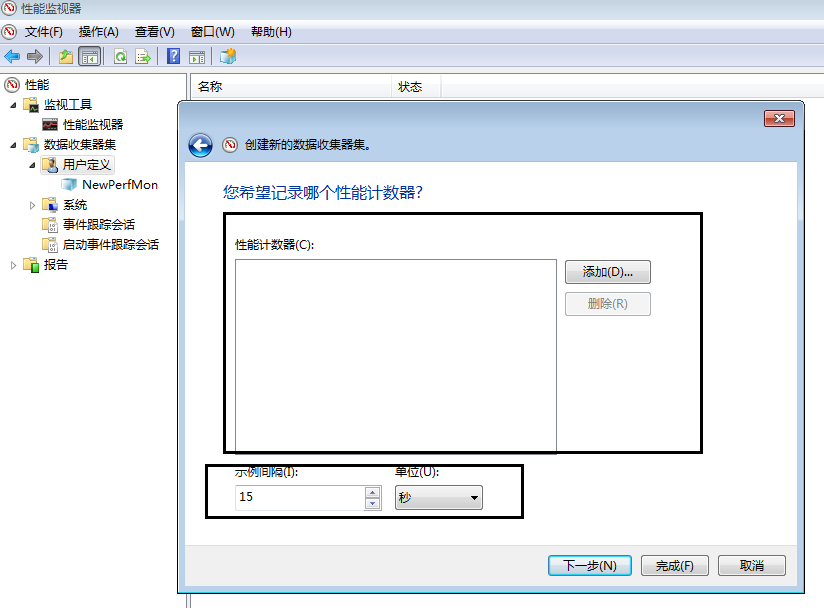 性能监视器
文件(F) 操作(A) 查看(V) 窗口(W) 帮助(H)
性能
监视工具
性能监视器
数据收集器集
用户定义
NewPerfMon
系统
事件跟踪会话
启动事件跟踪会话
报告
名称 状态
创建新的数据收集器集。
您希望记录哪个性能计数器?
性能计数器(C):
添加(D)...
删除(R)
示例间隔(I): 单位(U):
15 秒
下一步(N) 完成(F) 取消